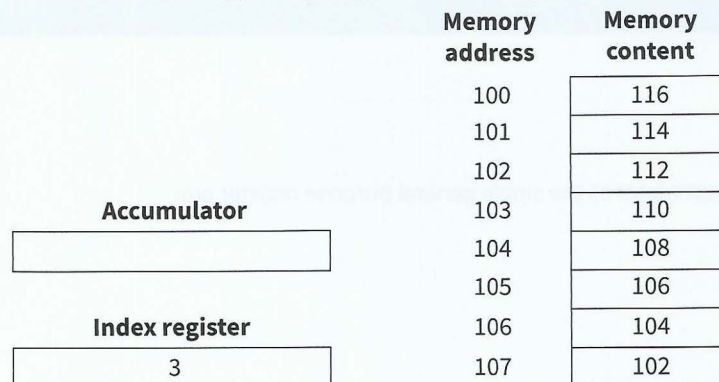 Memory address
Memory content
100 116
101 114
102 112
Accumulator
103 110
104 108
105 106
Index register
106 104
3
107 102